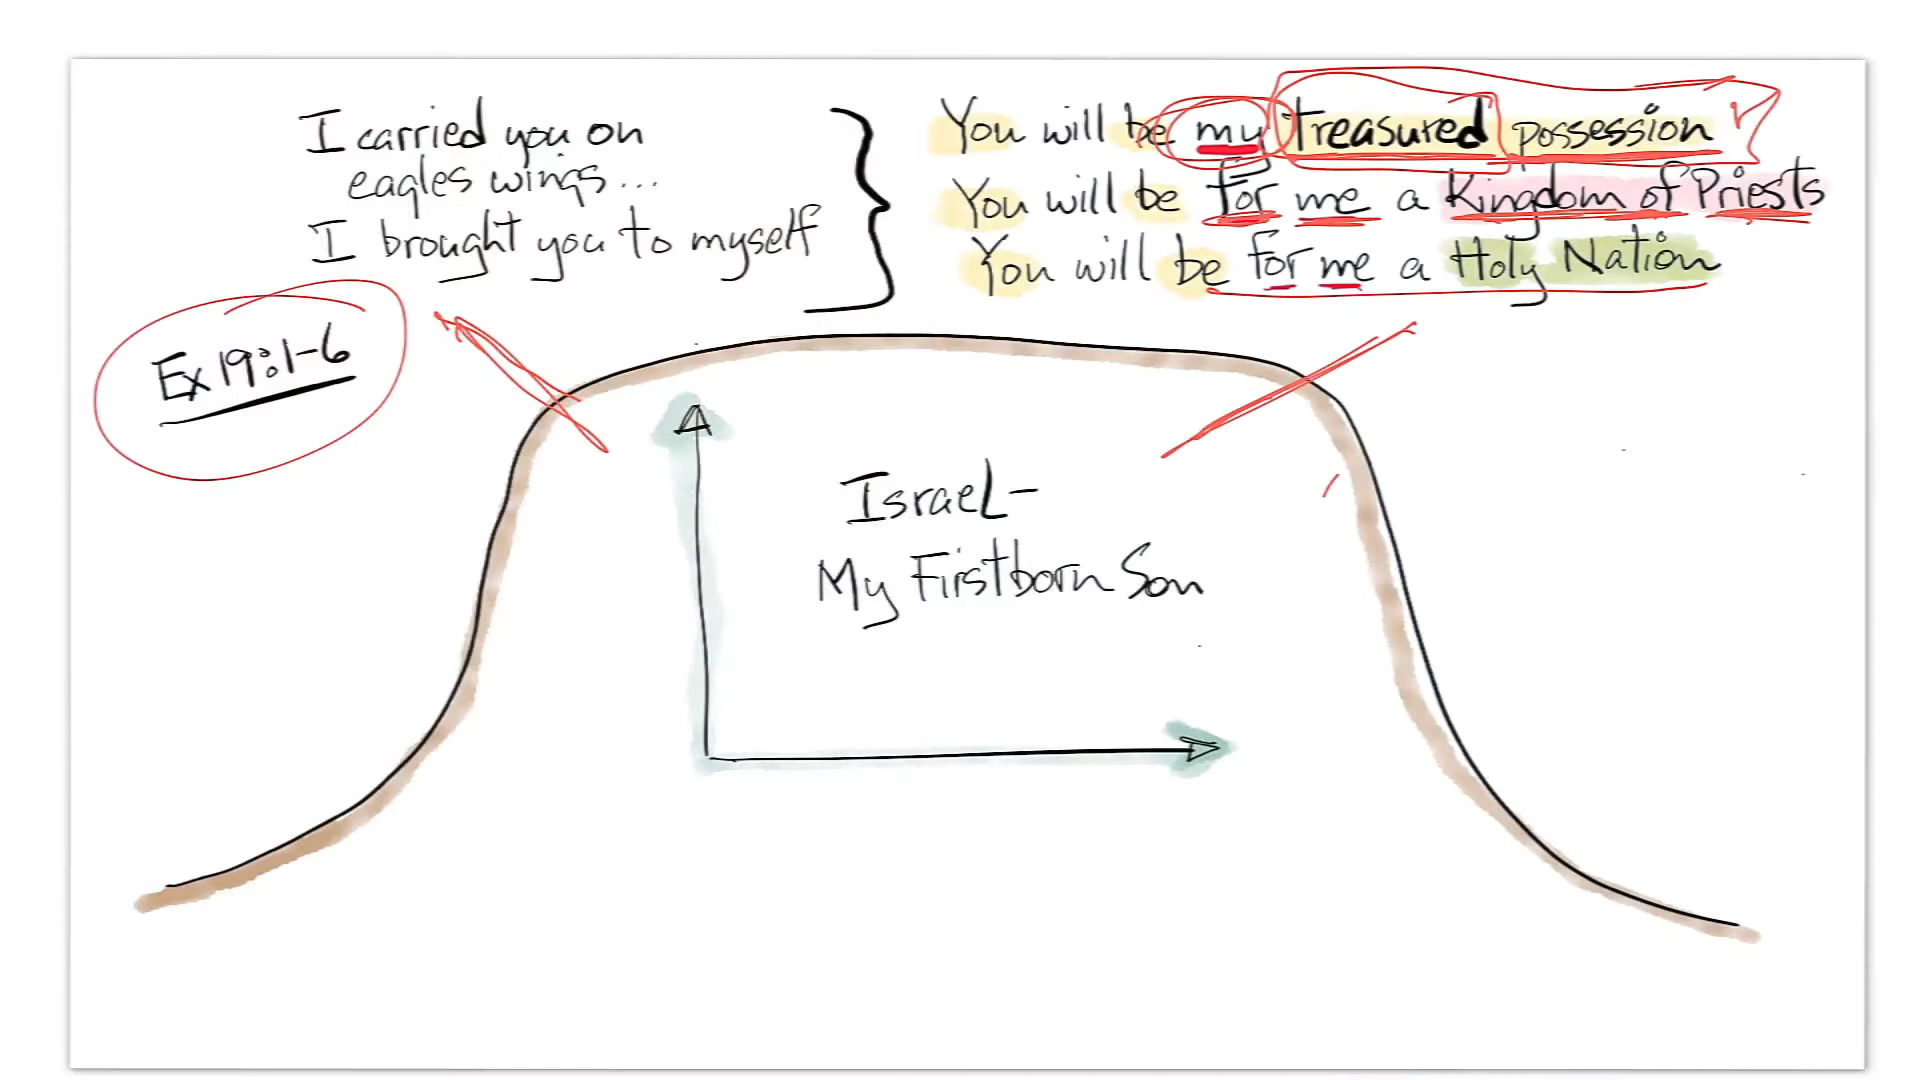 I carried you on
eagles wings...
I brought you to myself
You will be my treasured possession
You will be for me a Kingdom of Priests
You will be for me a Holy Nation
Ex 19:1-6
Israel-
My Firstborn Son